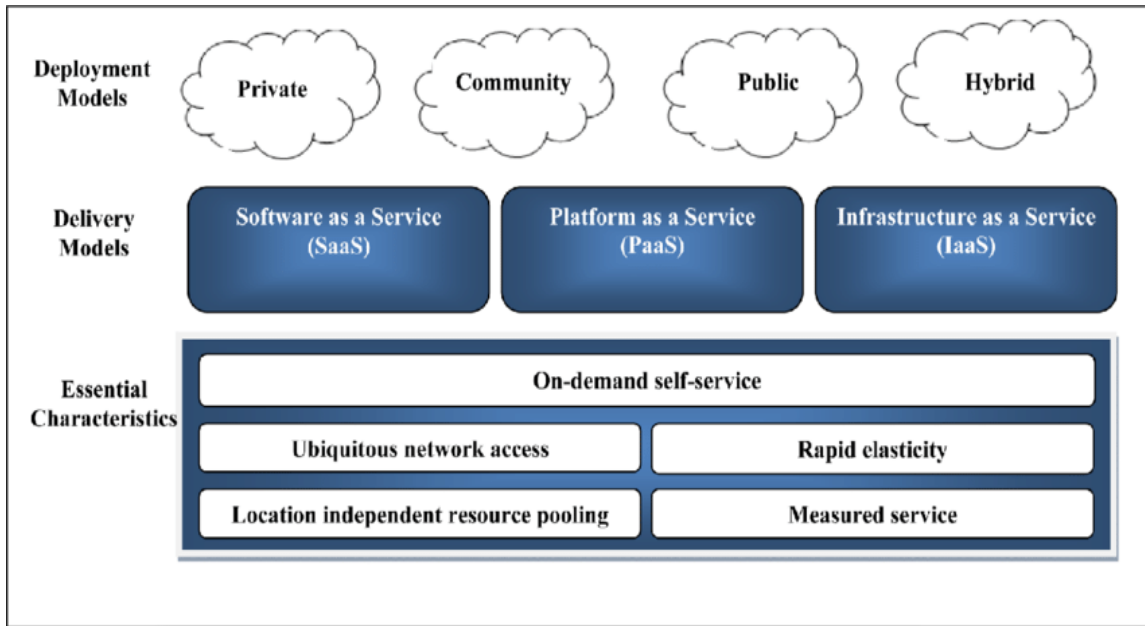 Deployment
Models
Private
Community
Public
Hybrid
Delivery
Models
Software as a Service
(SaaS)
Platform as a Service
(PaaS)
Infrastructure as a Service
(IaaS)
Essential
Characteristics
On-demand self-service
Ubiquitous network access
Rapid elasticity
Location independent resource pooling
Measured service